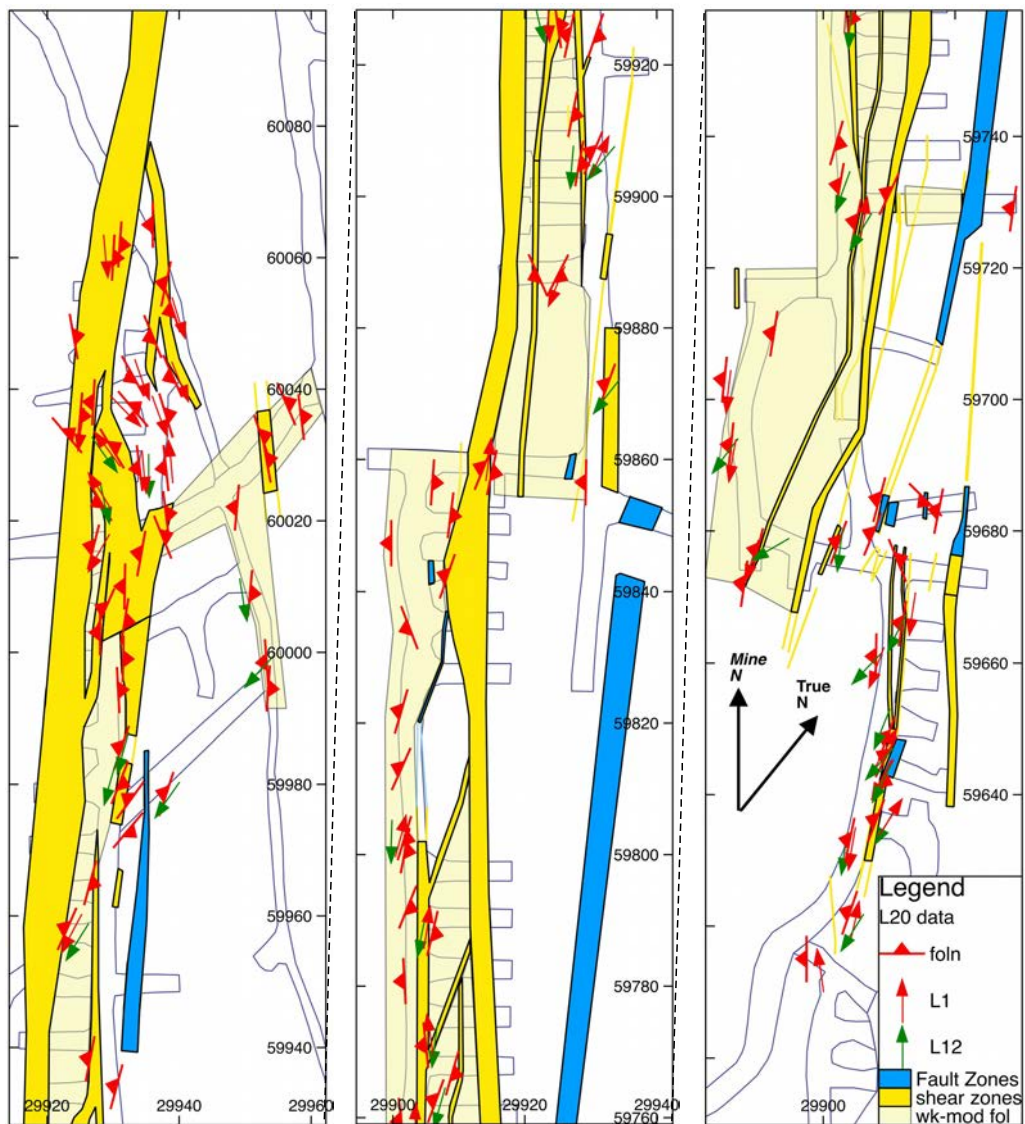 60080
60060
60040
60020
60000
59980
59960
59940
29920
29940
29960
59920
59900
59880
59860
59840
59820
59800
59780
59760
29900
29920
29940
59740
59720
59700
59680
59660
59640
29900
Mine
N
True
N
Legend
L20 data
foln
L1
L12
Fault Zones
shear zones
wk-mod fol